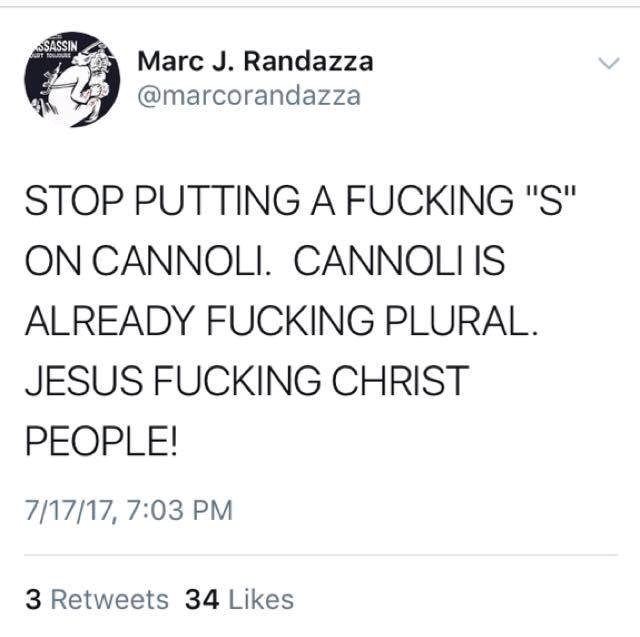 SSASSIN
Marc J. Randazza
@marcorandazza
STOP PUTTING A FUCKING "S"
ON CANNOLI.  CANNOLI IS
ALREADY FUCKING PLURAL.
JESUS FUCKING CHRIST
PEOPLE!
7/17/17, 7:03 PM
3 Retweets  34 Likes